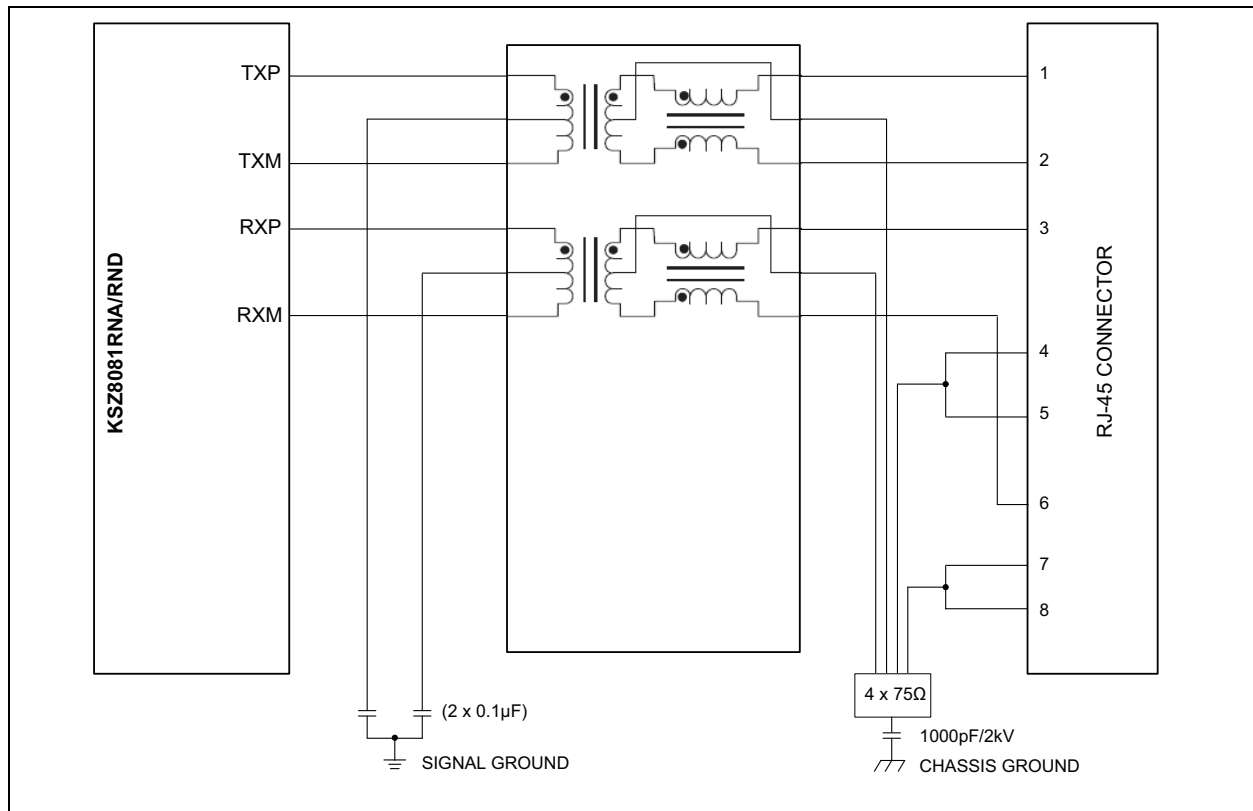 KSZ8081RNA/RND
TXP
TXM
RXP
RXM
1
2
3
4
5
6
7
8
RJ-45 CONNECTOR
(2 x 0.1µF)
SIGNAL GROUND
4 x 75Ω
1000pF/2kV
CHASSIS GROUND